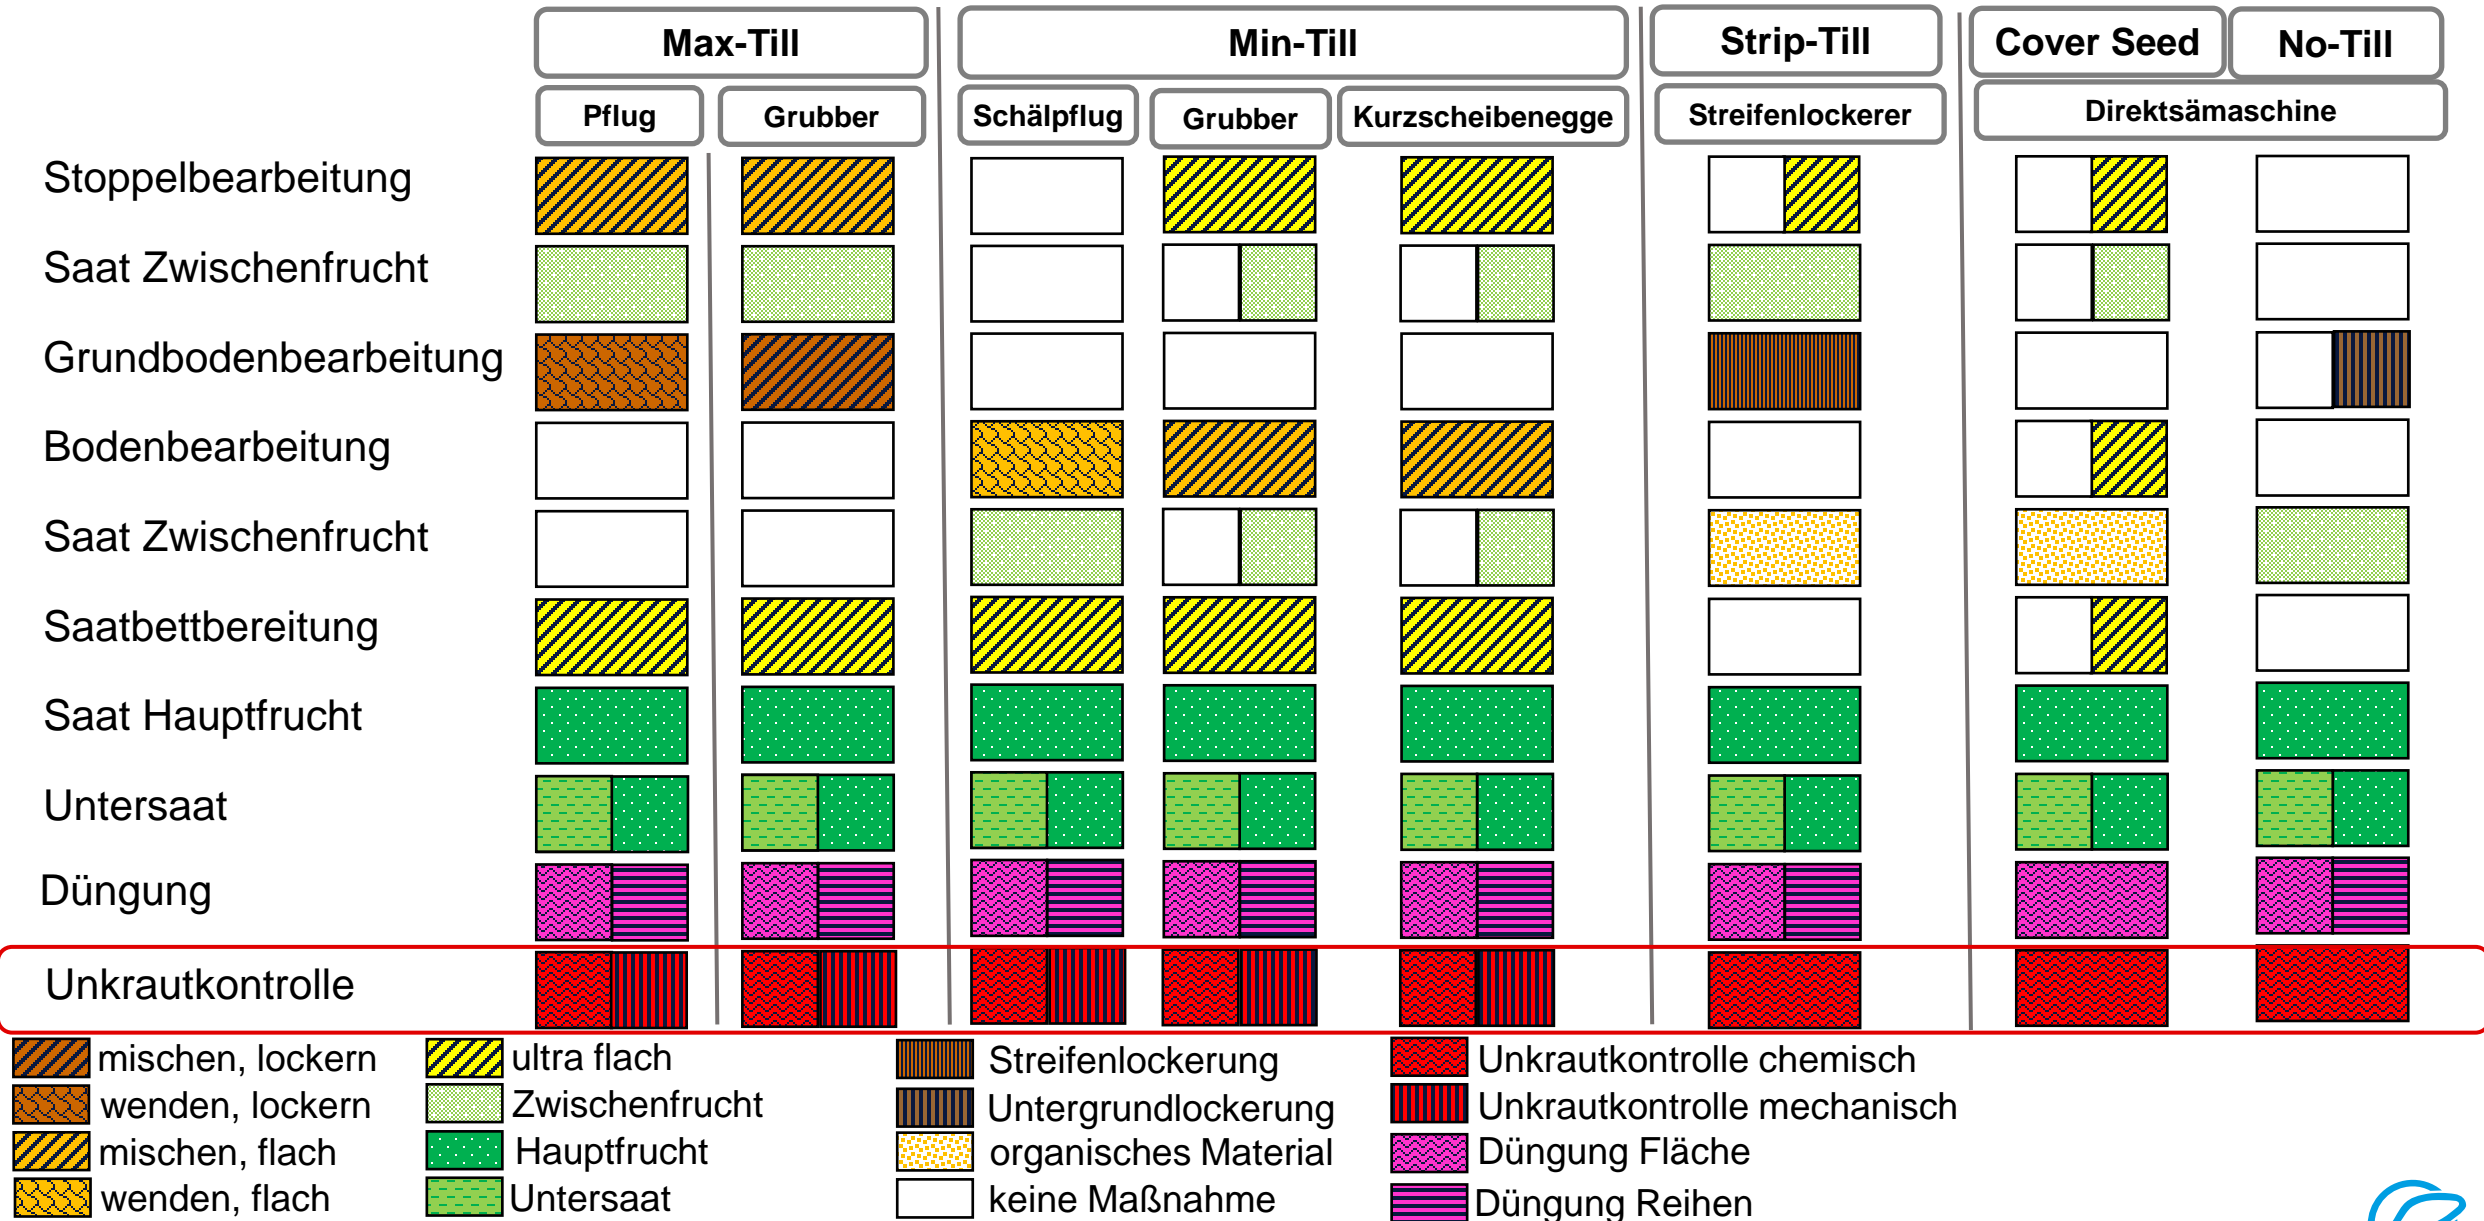 Max-Till
Min-Till
Strip-Till
Cover Seed
No-Till
Pflug
Grubber
Schälpflug
Grubber
Kurzscheibenegge
Streifenlockerer
Direktsämaschine
Stoppelbearbeitung
Saat Zwischenfrucht
Grundbodenbearbeitung
Bodenbearbeitung
Saat Zwischenfrucht
Saatbettbereitung
Saat Hauptfrucht
Untersaat
Düngung
Unkrautkontrolle
mischen, lockern
wenden, lockern
mischen, flach
wenden, flach
ultra flach
Zwischenfrucht
Hauptfrucht
Untersaat
Streifenlockerung
Untergrundlockerung
organisches Material
keine Maßnahme
Unkrautkontrolle chemisch
Unkrautkontrolle mechanisch
Düngung Fläche
Düngung Reihen